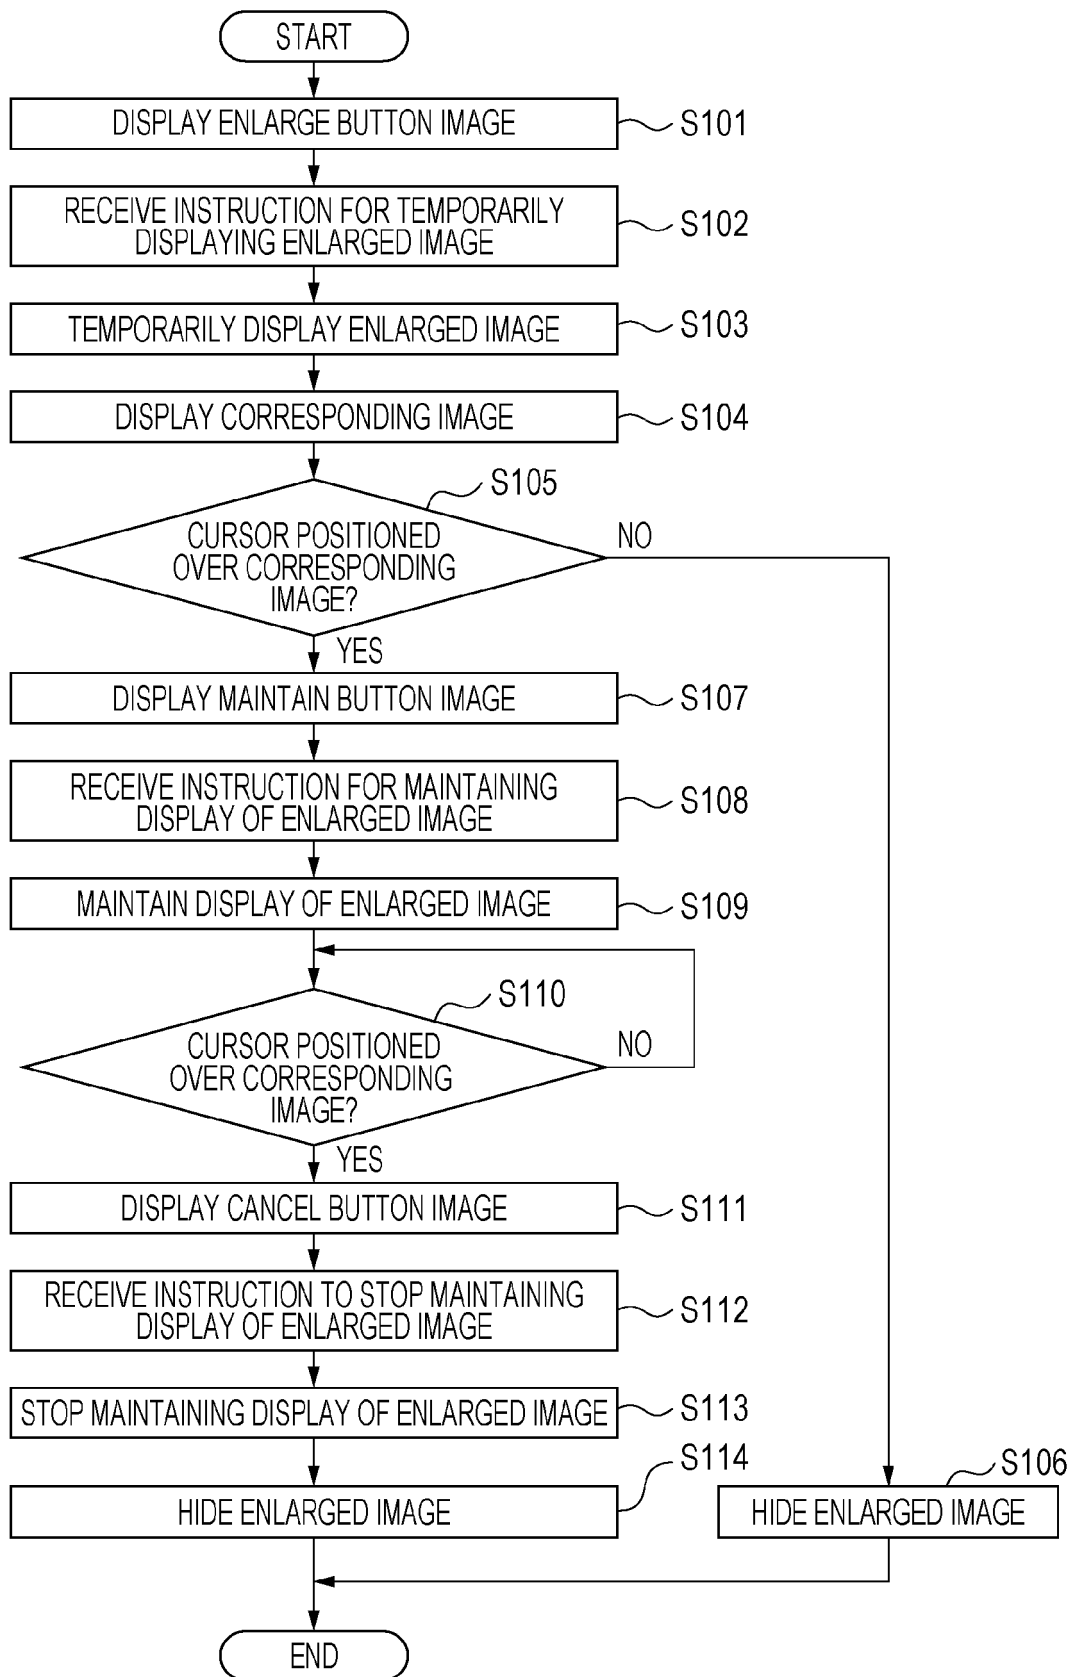 START
DISPLAY ENLARGE BUTTON IMAGE
S101
RECEIVE INSTRUCTION FOR TEMPORARILY
DISPLAYING ENLARGED IMAGE
S102
TEMPORARILY DISPLAY ENLARGED IMAGE
S103
DISPLAY CORRESPONDING IMAGE
S104
S105
CURSOR POSITIONED
OVER CORRESPONDING
IMAGE?
NO
YES
DISPLAY MAINTAIN BUTTON IMAGE
S107
RECEIVE INSTRUCTION FOR MAINTAINING
DISPLAY OF ENLARGED IMAGE
S108
MAINTAIN DISPLAY OF ENLARGED IMAGE
S109
S110
CURSOR POSITIONED
OVER CORRESPONDING
IMAGE?
NO
YES
DISPLAY CANCEL BUTTON IMAGE
S111
RECEIVE INSTRUCTION TO STOP MAINTAINING
DISPLAY OF ENLARGED IMAGE
S112
STOP MAINTAINING DISPLAY OF ENLARGED IMAGE
S113
S114
HIDE ENLARGED IMAGE
S106
HIDE ENLARGED IMAGE
END